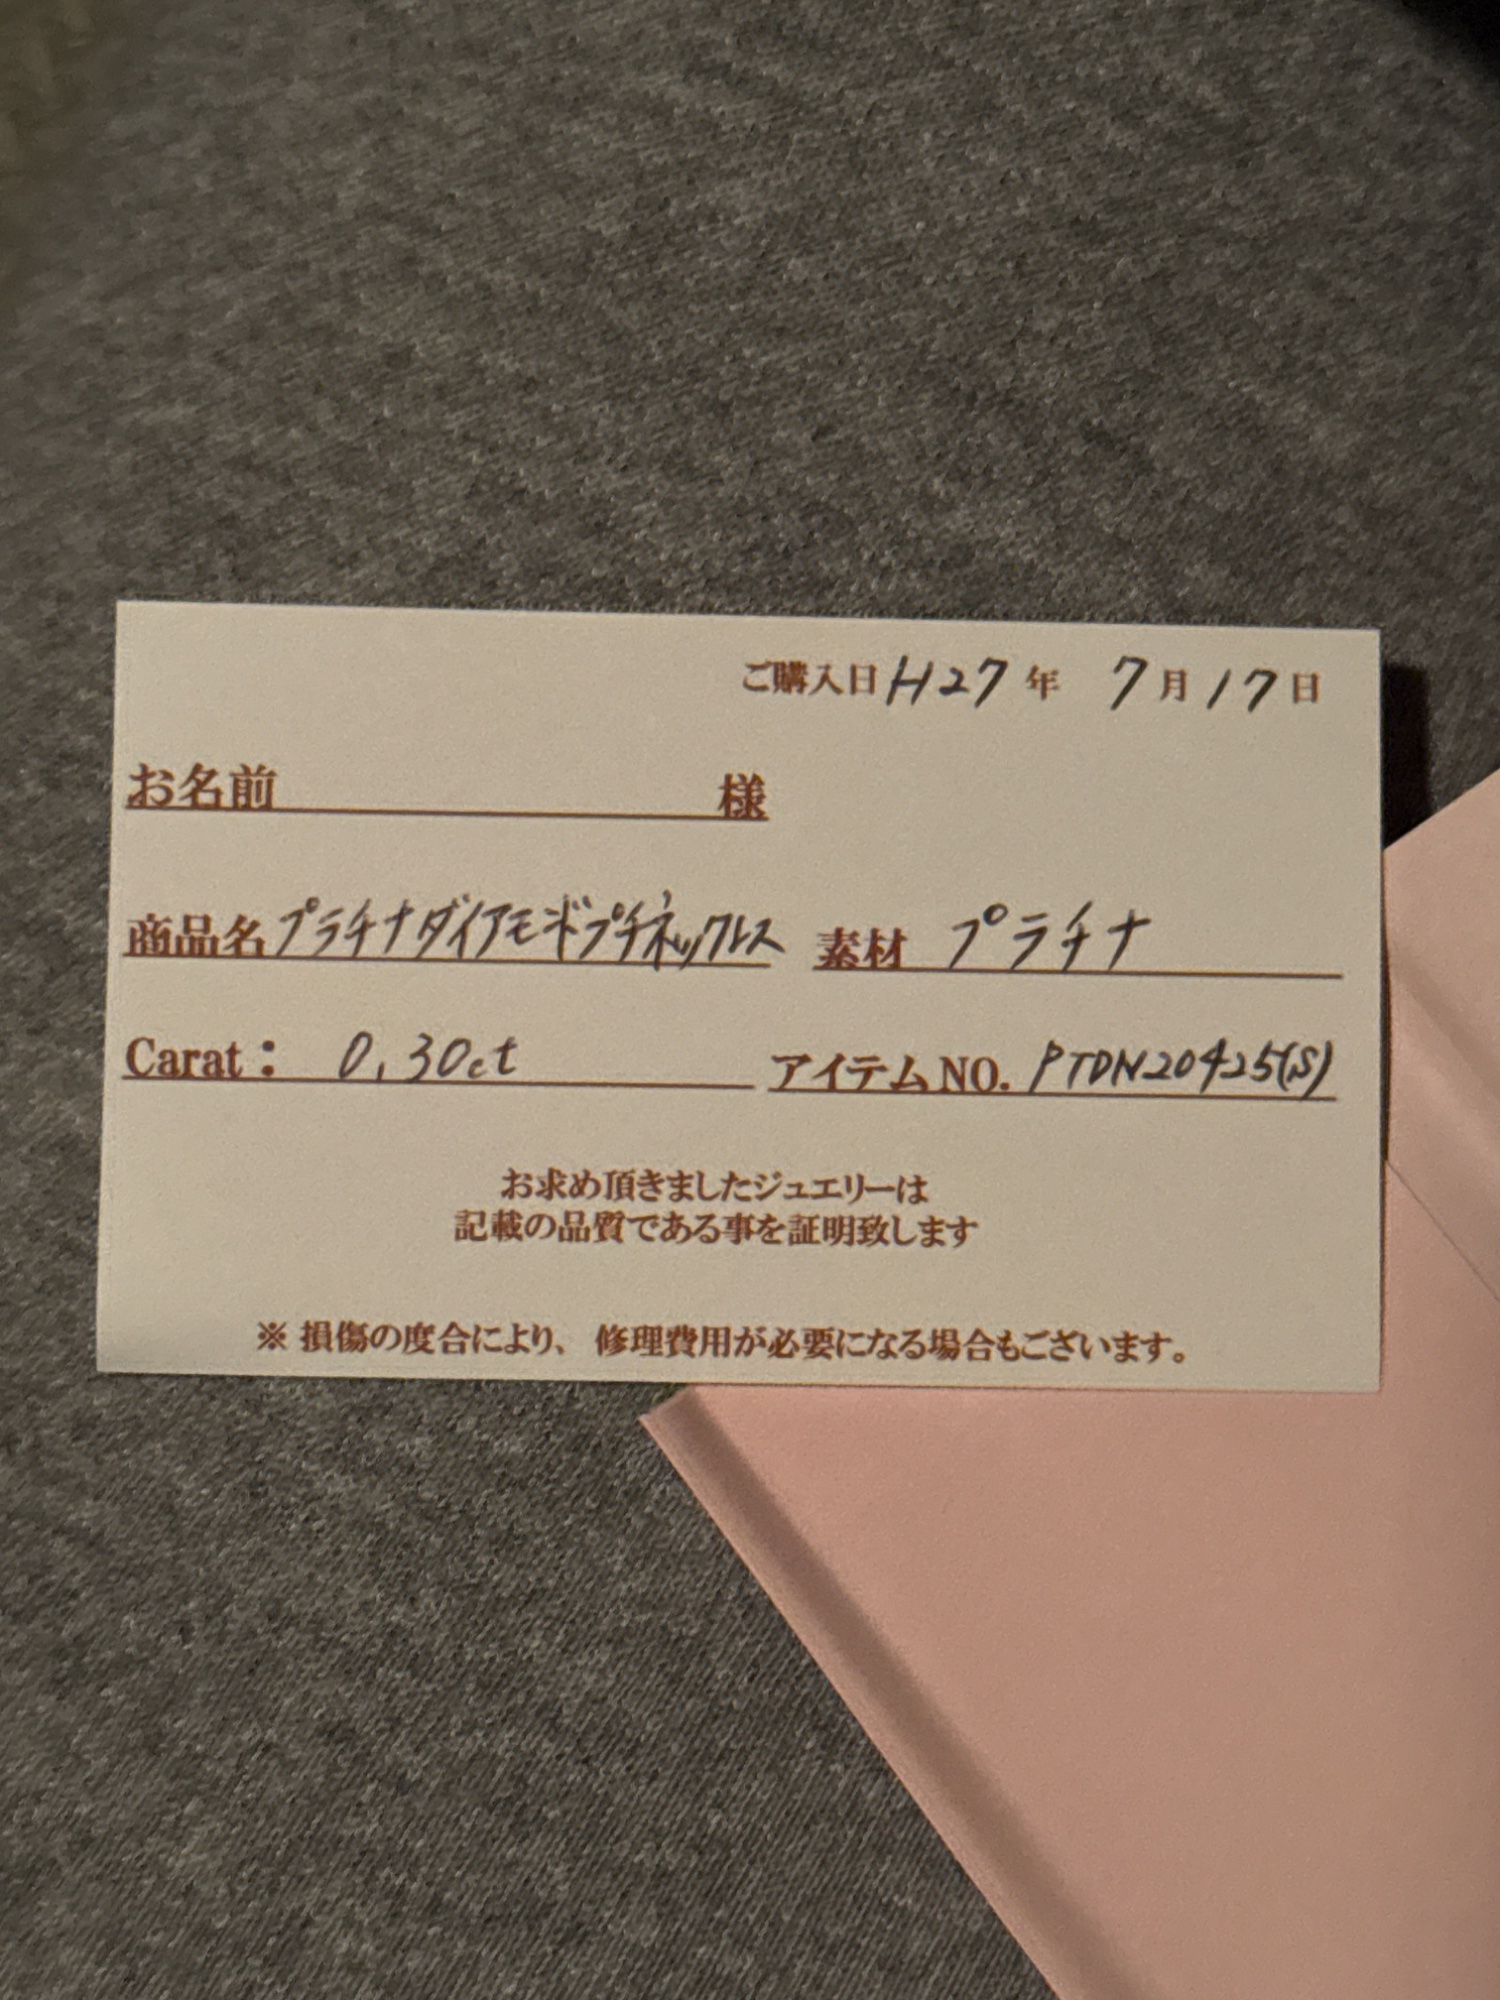 ご購入日 H27 年 7 月 17 日
お名前 様
商品名 プラチナダイアモンドプチネックレス 素材 プラチナ
Carat: 0.30ct アイテムNO. PTDN20425(S)
お求め頂きましたジュエリーは
記載の品質である事を証明致します
※ 損傷の度合により、修理費用が必要になる場合もございます。